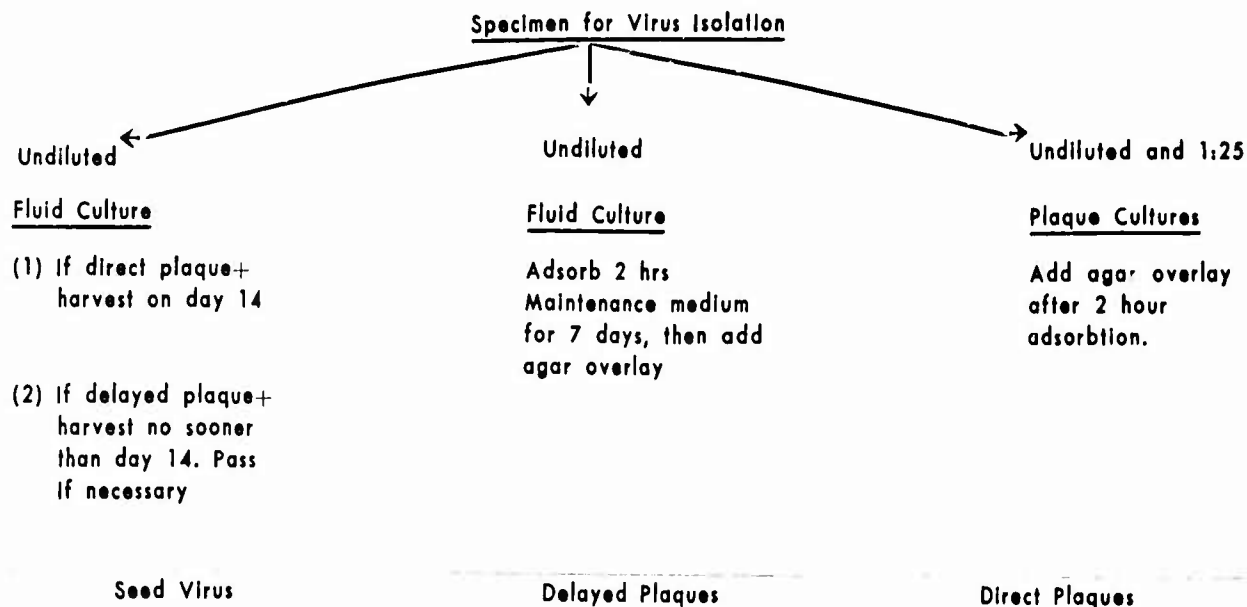 Specimen for Virus Isolation
Undiluted
Fluid Culture
(1) If direct plaque+
harvest on day 14
(2) If delayed plaque+
harvest no sooner
than day 14. Pass
If necessary
Seed Virus
Undiluted
Fluid Culture
Adsorb 2 hrs
Maintenance medium
for 7 days, then add
agar overlay
Delayed Plaques
Undiluted and 1:25
Plaque Cultures
Add agar overlay
after 2 hour
adsorbtion.
Direct Plaques